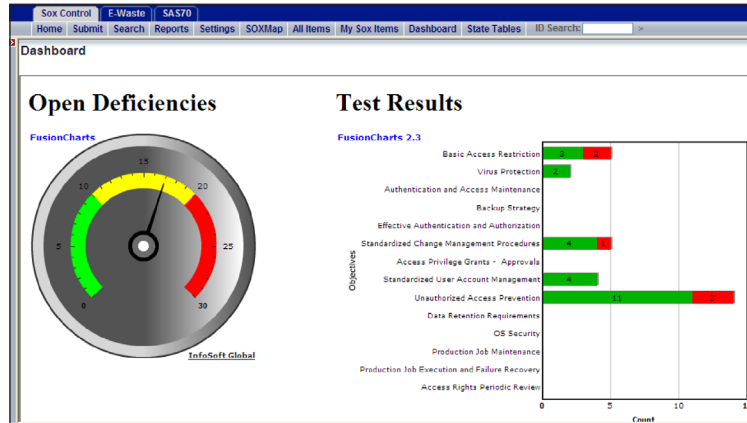 Sox Control E-Waste SAS70
Home Submit Search Reports Settings SOXMap All Items My Sox Items Dashboard State Tables ID Search: »
Dashboard
Open Deficiencies
FusionCharts
0
5
10
15
20
25
30
InfoSoft Global
Test Results
FusionCharts 2.3
Objectives
Basic Access Restriction 3 2
Virus Protection 2
Authentication and Access Maintenance
Backup Strategy
Effective Authentication and Authorization
Standardized Change Management Procedures 4 1
Access Privilege Grants - Approvals
Standardized User Account Management 4
Unauthorized Access Prevention 11 3
Data Retention Requirements
OS Security
Production Job Maintenance
Production Job Execution and Failure Recovery
Access Rights Periodic Review
0 5 10
Count